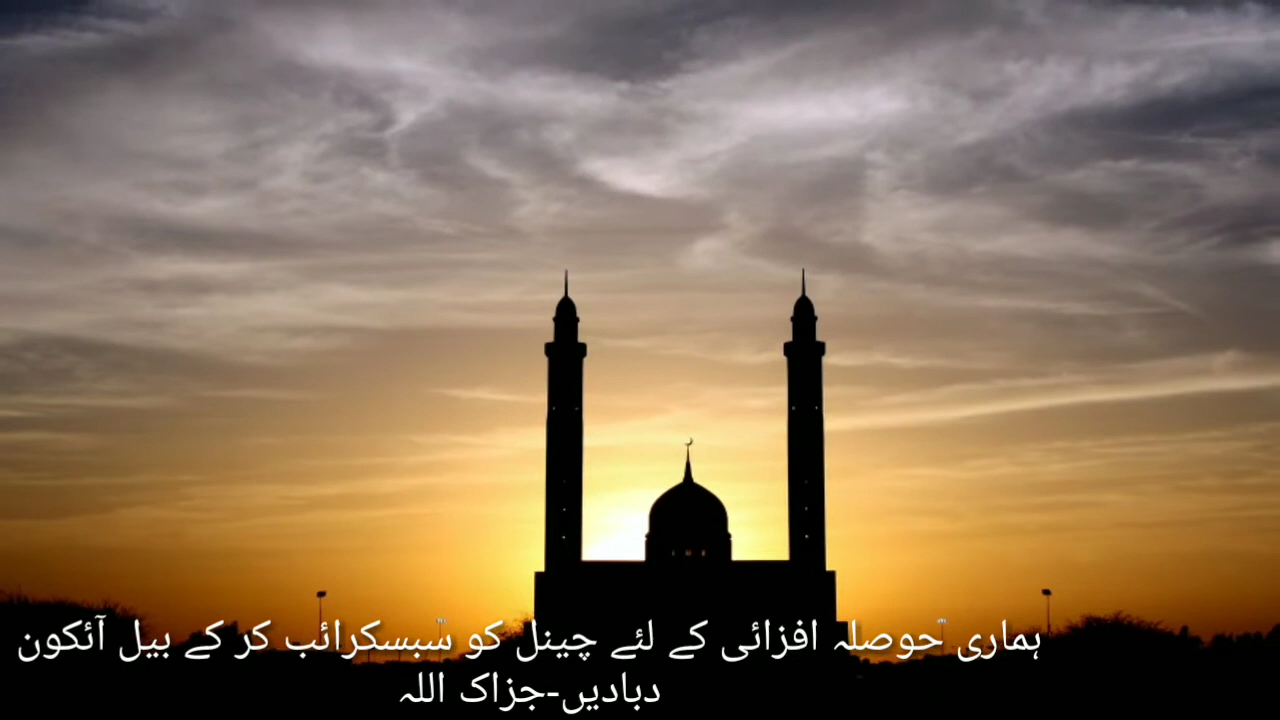 ہماری حوصلہ افزائی کے لئے چینل کو سبسکرائب کر کے بیل آئکون
دبادیں-جزاک اللہ